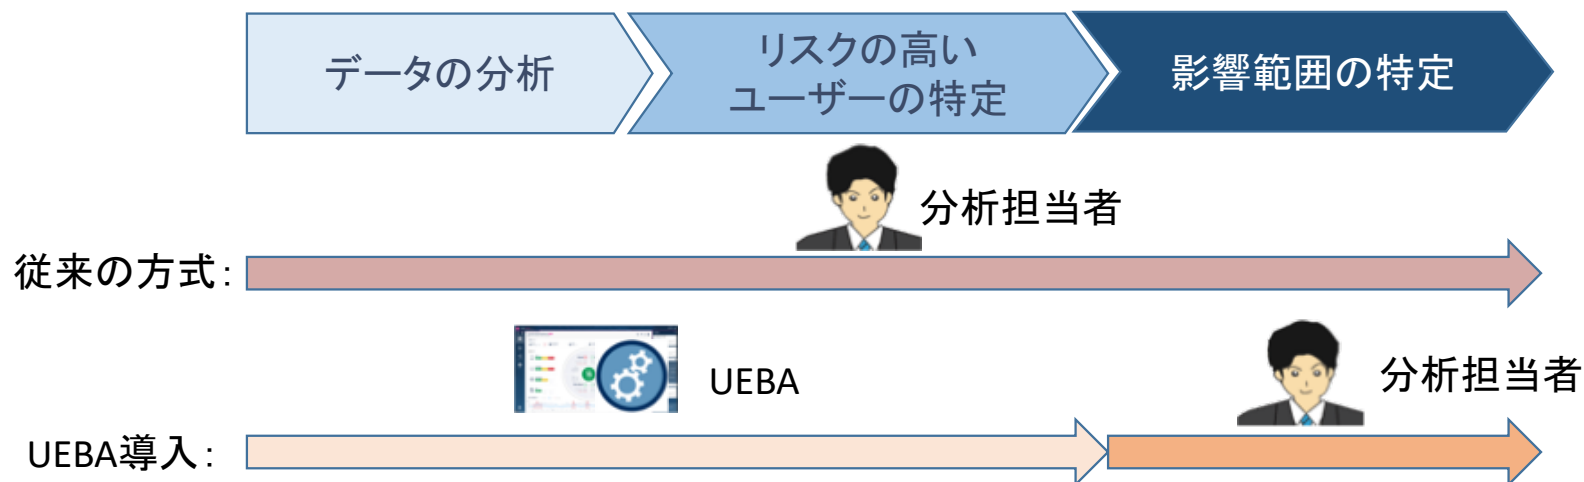 データの分析
リスクの高い
ユーザーの特定
影響範囲の特定
分析担当者
従来の方式：
UEBA
分析担当者
UEBA導入：